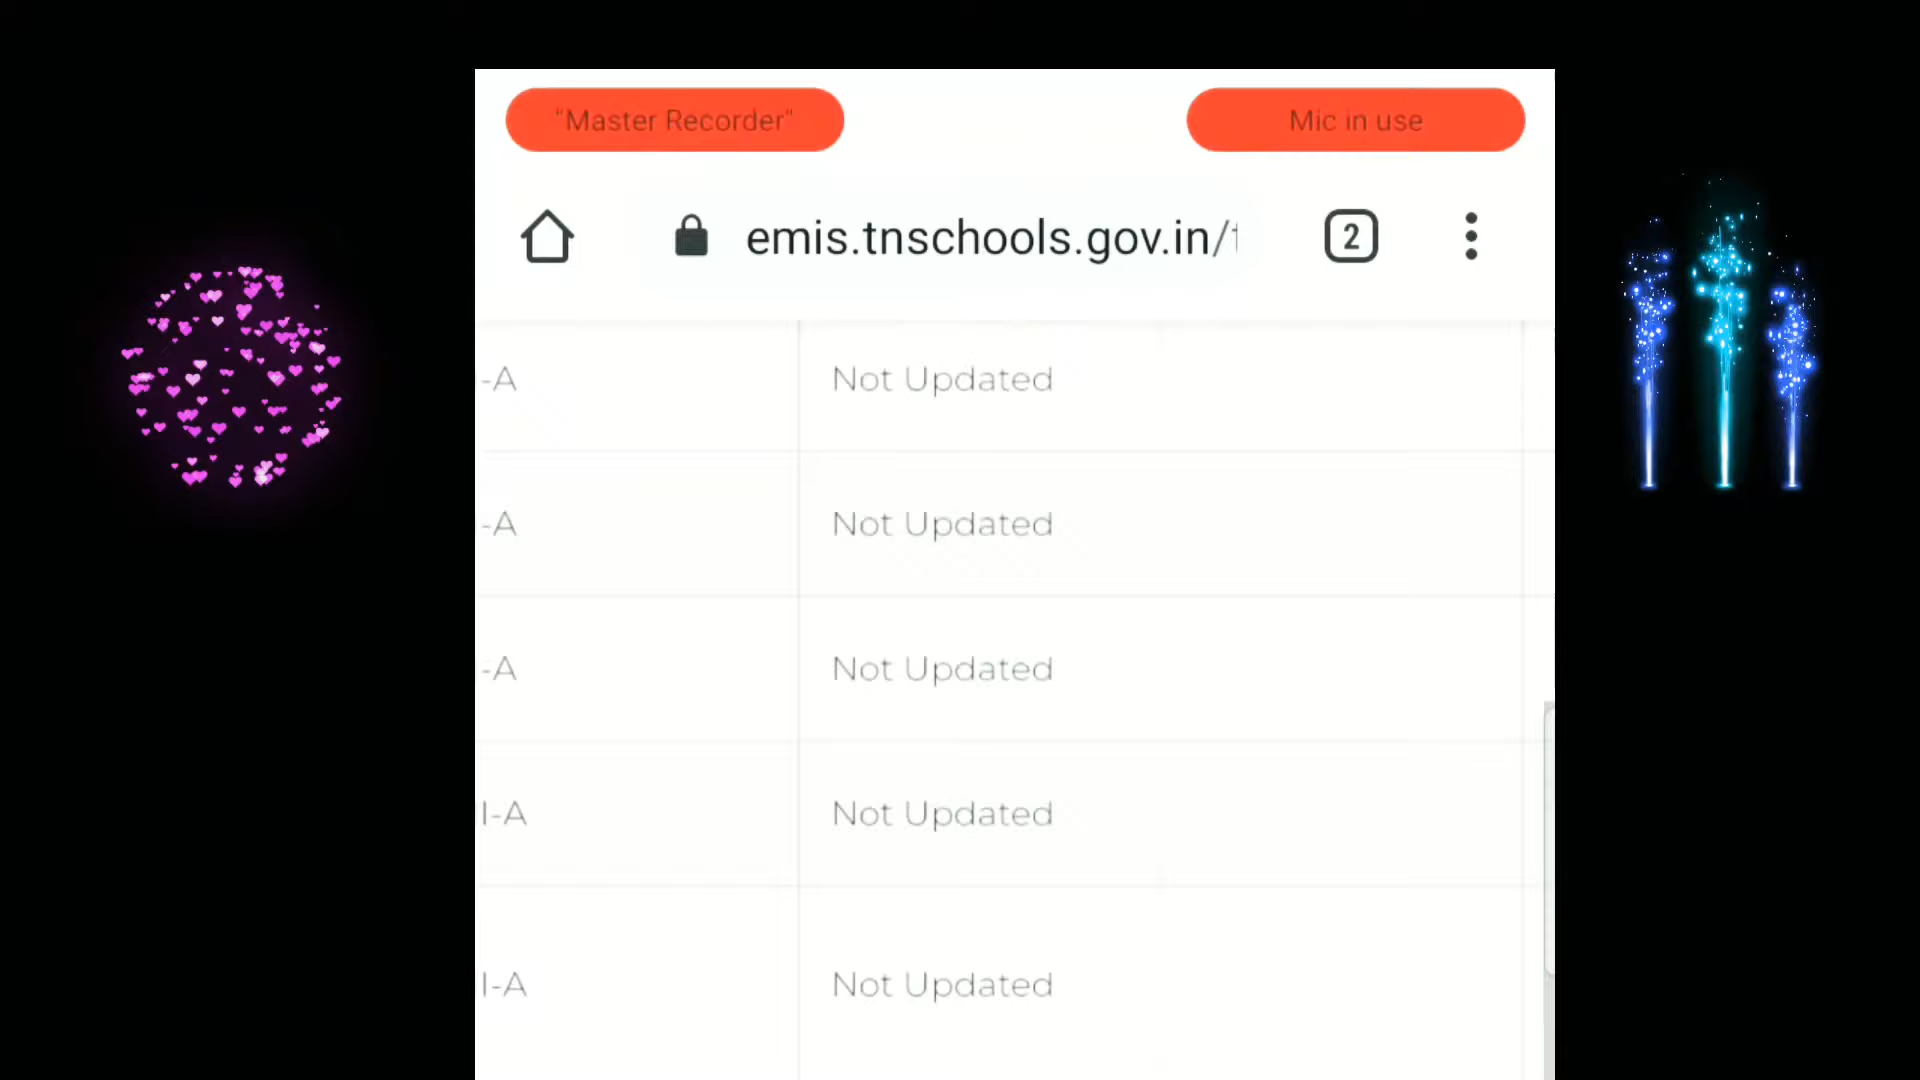 "Master Recorder" Mic in use
emis.tnschools.gov.in/ 2
-A Not Updated
-A Not Updated
-A Not Updated
I-A Not Updated
I-A Not Updated